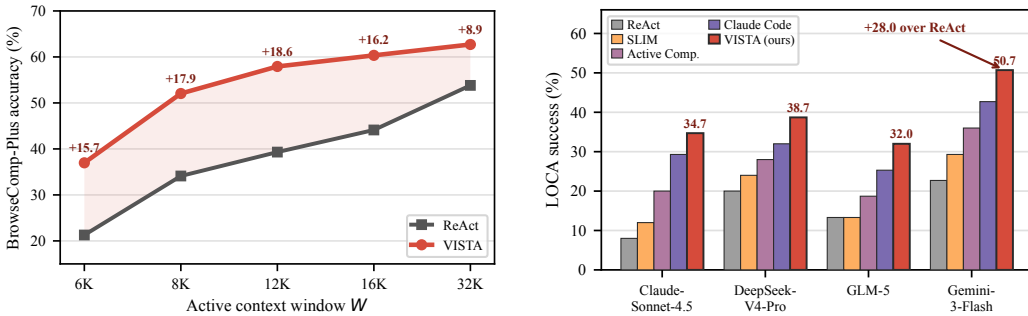 BrowseComp-Plus accuracy (%)
70
60
50
40
30
20
+15.7
+17.9
+18.6
+16.2
+8.9
ReAct
VISTA
6K
8K
12K
16K
32K
Active context window W
LOCA success (%)
60
50
40
30
20
10
0
ReAct
SLIM
Active Comp.
Claude Code
VISTA (ours)
+28.0 over ReAct
34.7
38.7
32.0
50.7
Claude-
Sonnet-4.5
DeepSeek-
V4-Pro
GLM-5
Gemini-
3-Flash